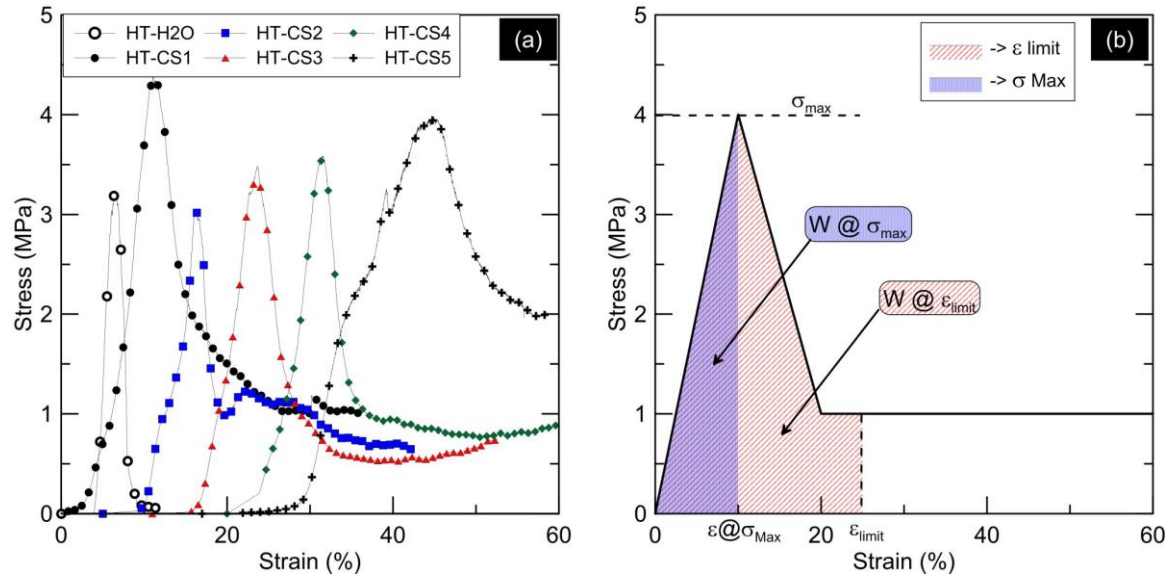 HT-H2O HT-CS2 HT-CS4
HT-CS1 HT-CS3 HT-CS5
(a)
5
4
3
2
1
0
0 20 40 60
Stress (MPa)
Strain (%)
(b)
-> ε limit
-> σ Max
σmax
W @ σmax
W @ εlimit
5
4
3
2
1
0
0 ε@σMax 20 εlimit 40 60
Stress (MPa)
Strain (%)